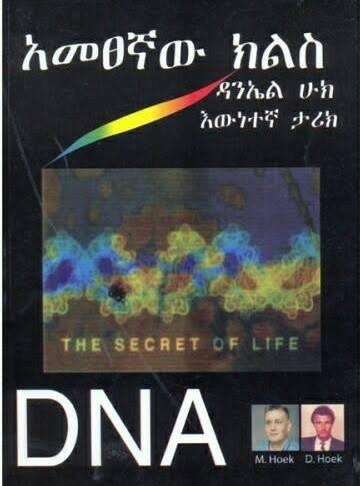 አመፀኛው ክልስ
ዳንኤል ሁክ
እውነተኛ ታሪክ
THE SECRET OF LIFE
DNA
M. Hoek D. Hoek